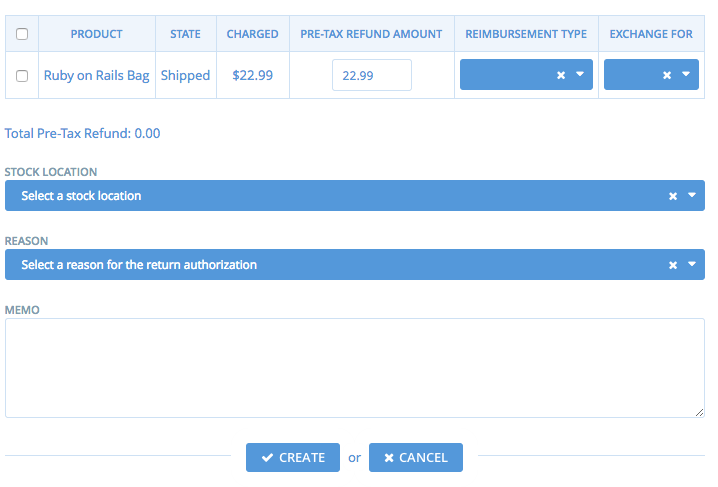 PRODUCT STATE CHARGED PRE-TAX REFUND AMOUNT REIMBURSEMENT TYPE EXCHANGE FOR
Ruby on Rails Bag Shipped $22.99 22.99
Total Pre-Tax Refund: 0.00
STOCK LOCATION
Select a stock location
REASON
Select a reason for the return authorization
MEMO
CREATE or CANCEL